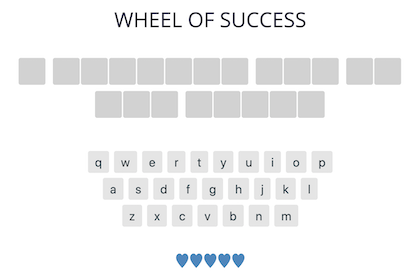 WHEEL OF SUCCESS
q w e r t y u i o p
a s d f g h j k l
z x c v b n m